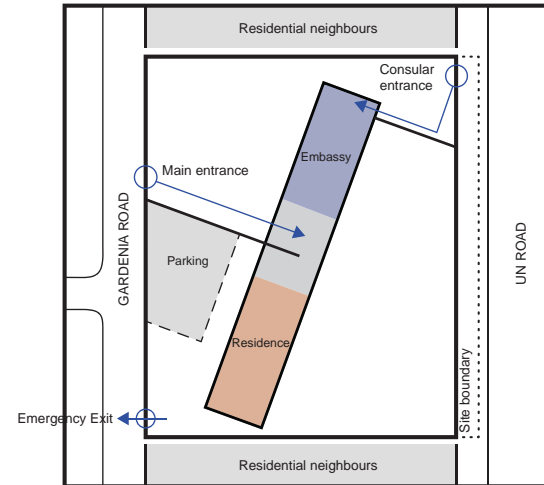 Residential neighbours
Consular
entrance
Embassy
Main entrance
GARDENIA ROAD
UN ROAD
Parking
Residence
Site boundary
Emergency Exit
Residential neighbours